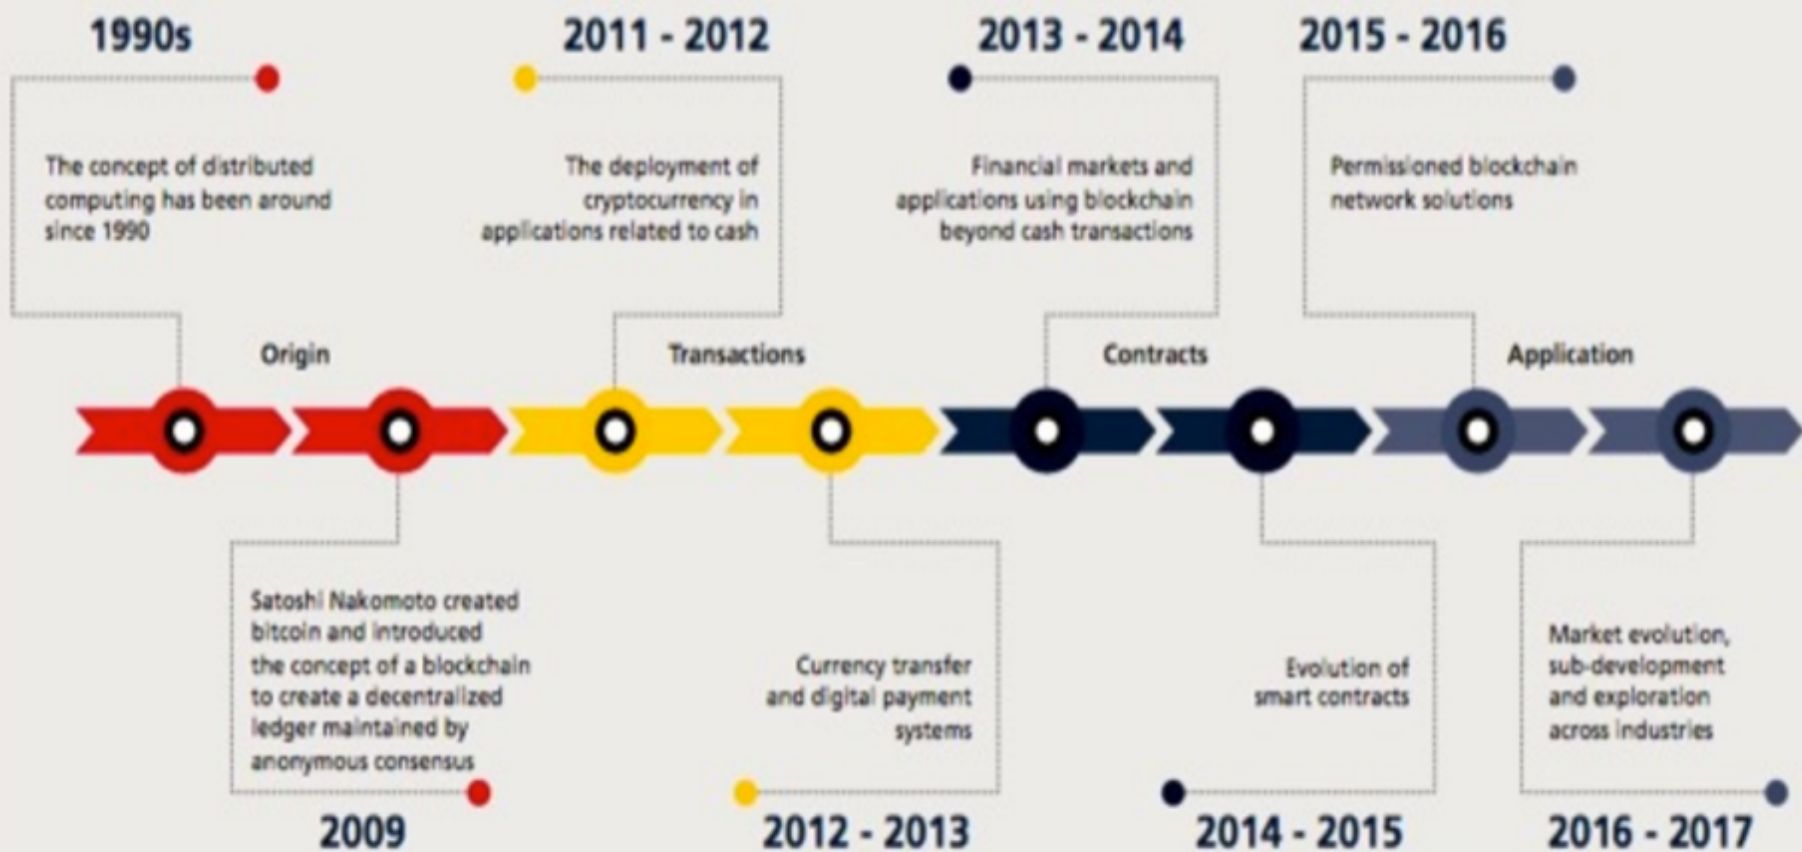 1990s
The concept of distributed
computing has been around
since 1990
2011 - 2012
The deployment of
cryptocurrency in
applications related to cash
2013 - 2014
Financial markets and
applications using blockchain
beyond cash transactions
2015 - 2016
Permissioned blockchain
network solutions
Origin
Transactions
Contracts
Application
Satoshi Nakomoto created
bitcoin and introduced
the concept of a blockchain
to create a decentralized
ledger maintained by
anonymous consensus
2009
Currency transfer
and digital payment
systems
2012 - 2013
Evolution of
smart contracts
2014 - 2015
Market evolution,
sub-development
and exploration
across industries
2016 - 2017